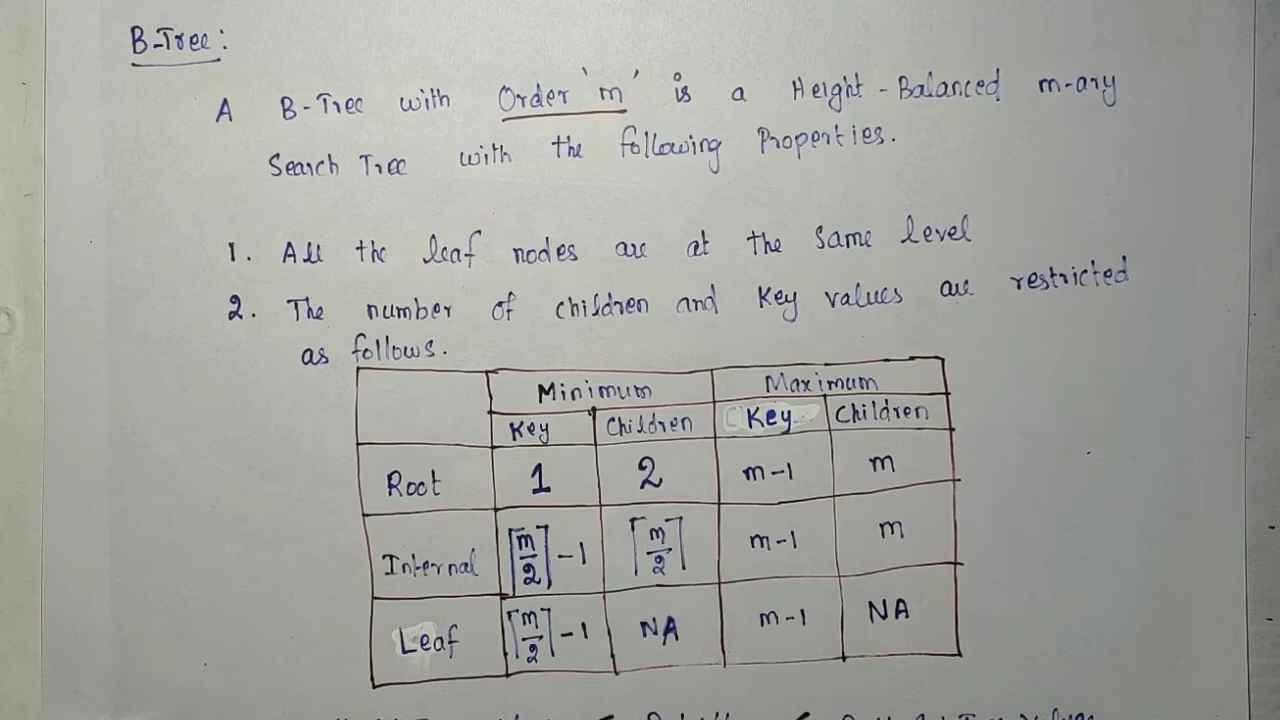 B-Tree:
A B-Tree with Order 'm' is a Height-Balanced m-ary
Search Tree with the following Properties.
1. All the leaf nodes are at the same level
2. The number of children and Key values are restricted
as follows.
Minimum Maximum
Key Children Key Children
Root 1 2 m-1 m
Internal ⌈m/2⌉-1 ⌈m/2⌉ m-1 m
Leaf ⌈m/2⌉-1 NA m-1 NA